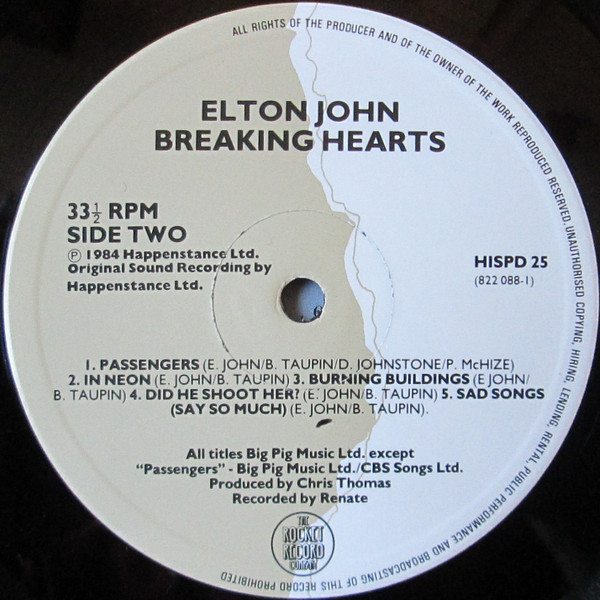 ALL RIGHTS OF THE PRODUCER AND OF THE OWNER OF THE WORK REPRODUCED RESERVED. UNAUTHORISED COPYING, HIRING, LENDING, RENTAL, PUBLIC PERFORMANCE AND BROADCASTING OF THIS RECORD PROHIBITED
ELTON JOHN
BREAKING HEARTS
33½ RPM
SIDE TWO
℗ 1984 Happenstance Ltd.
Original Sound Recording by
Happenstance Ltd.
HISPD 25
(822 088-1)
1. PASSENGERS (E. JOHN/B. TAUPIN/D. JOHNSTONE/P. McHIZE)
2. IN NEON (E. JOHN/B. TAUPIN) 3. BURNING BUILDINGS (E JOHN/
B. TAUPIN) 4. DID HE SHOOT HER? (E. JOHN/B. TAUPIN) 5. SAD SONGS
(SAY SO MUCH) (E. JOHN/B. TAUPIN).
All titles Big Pig Music Ltd. except
“Passengers” - Big Pig Music Ltd./CBS Songs Ltd.
Produced by Chris Thomas
Recorded by Renate
THE
ROCKET
RECORD
COMPANY